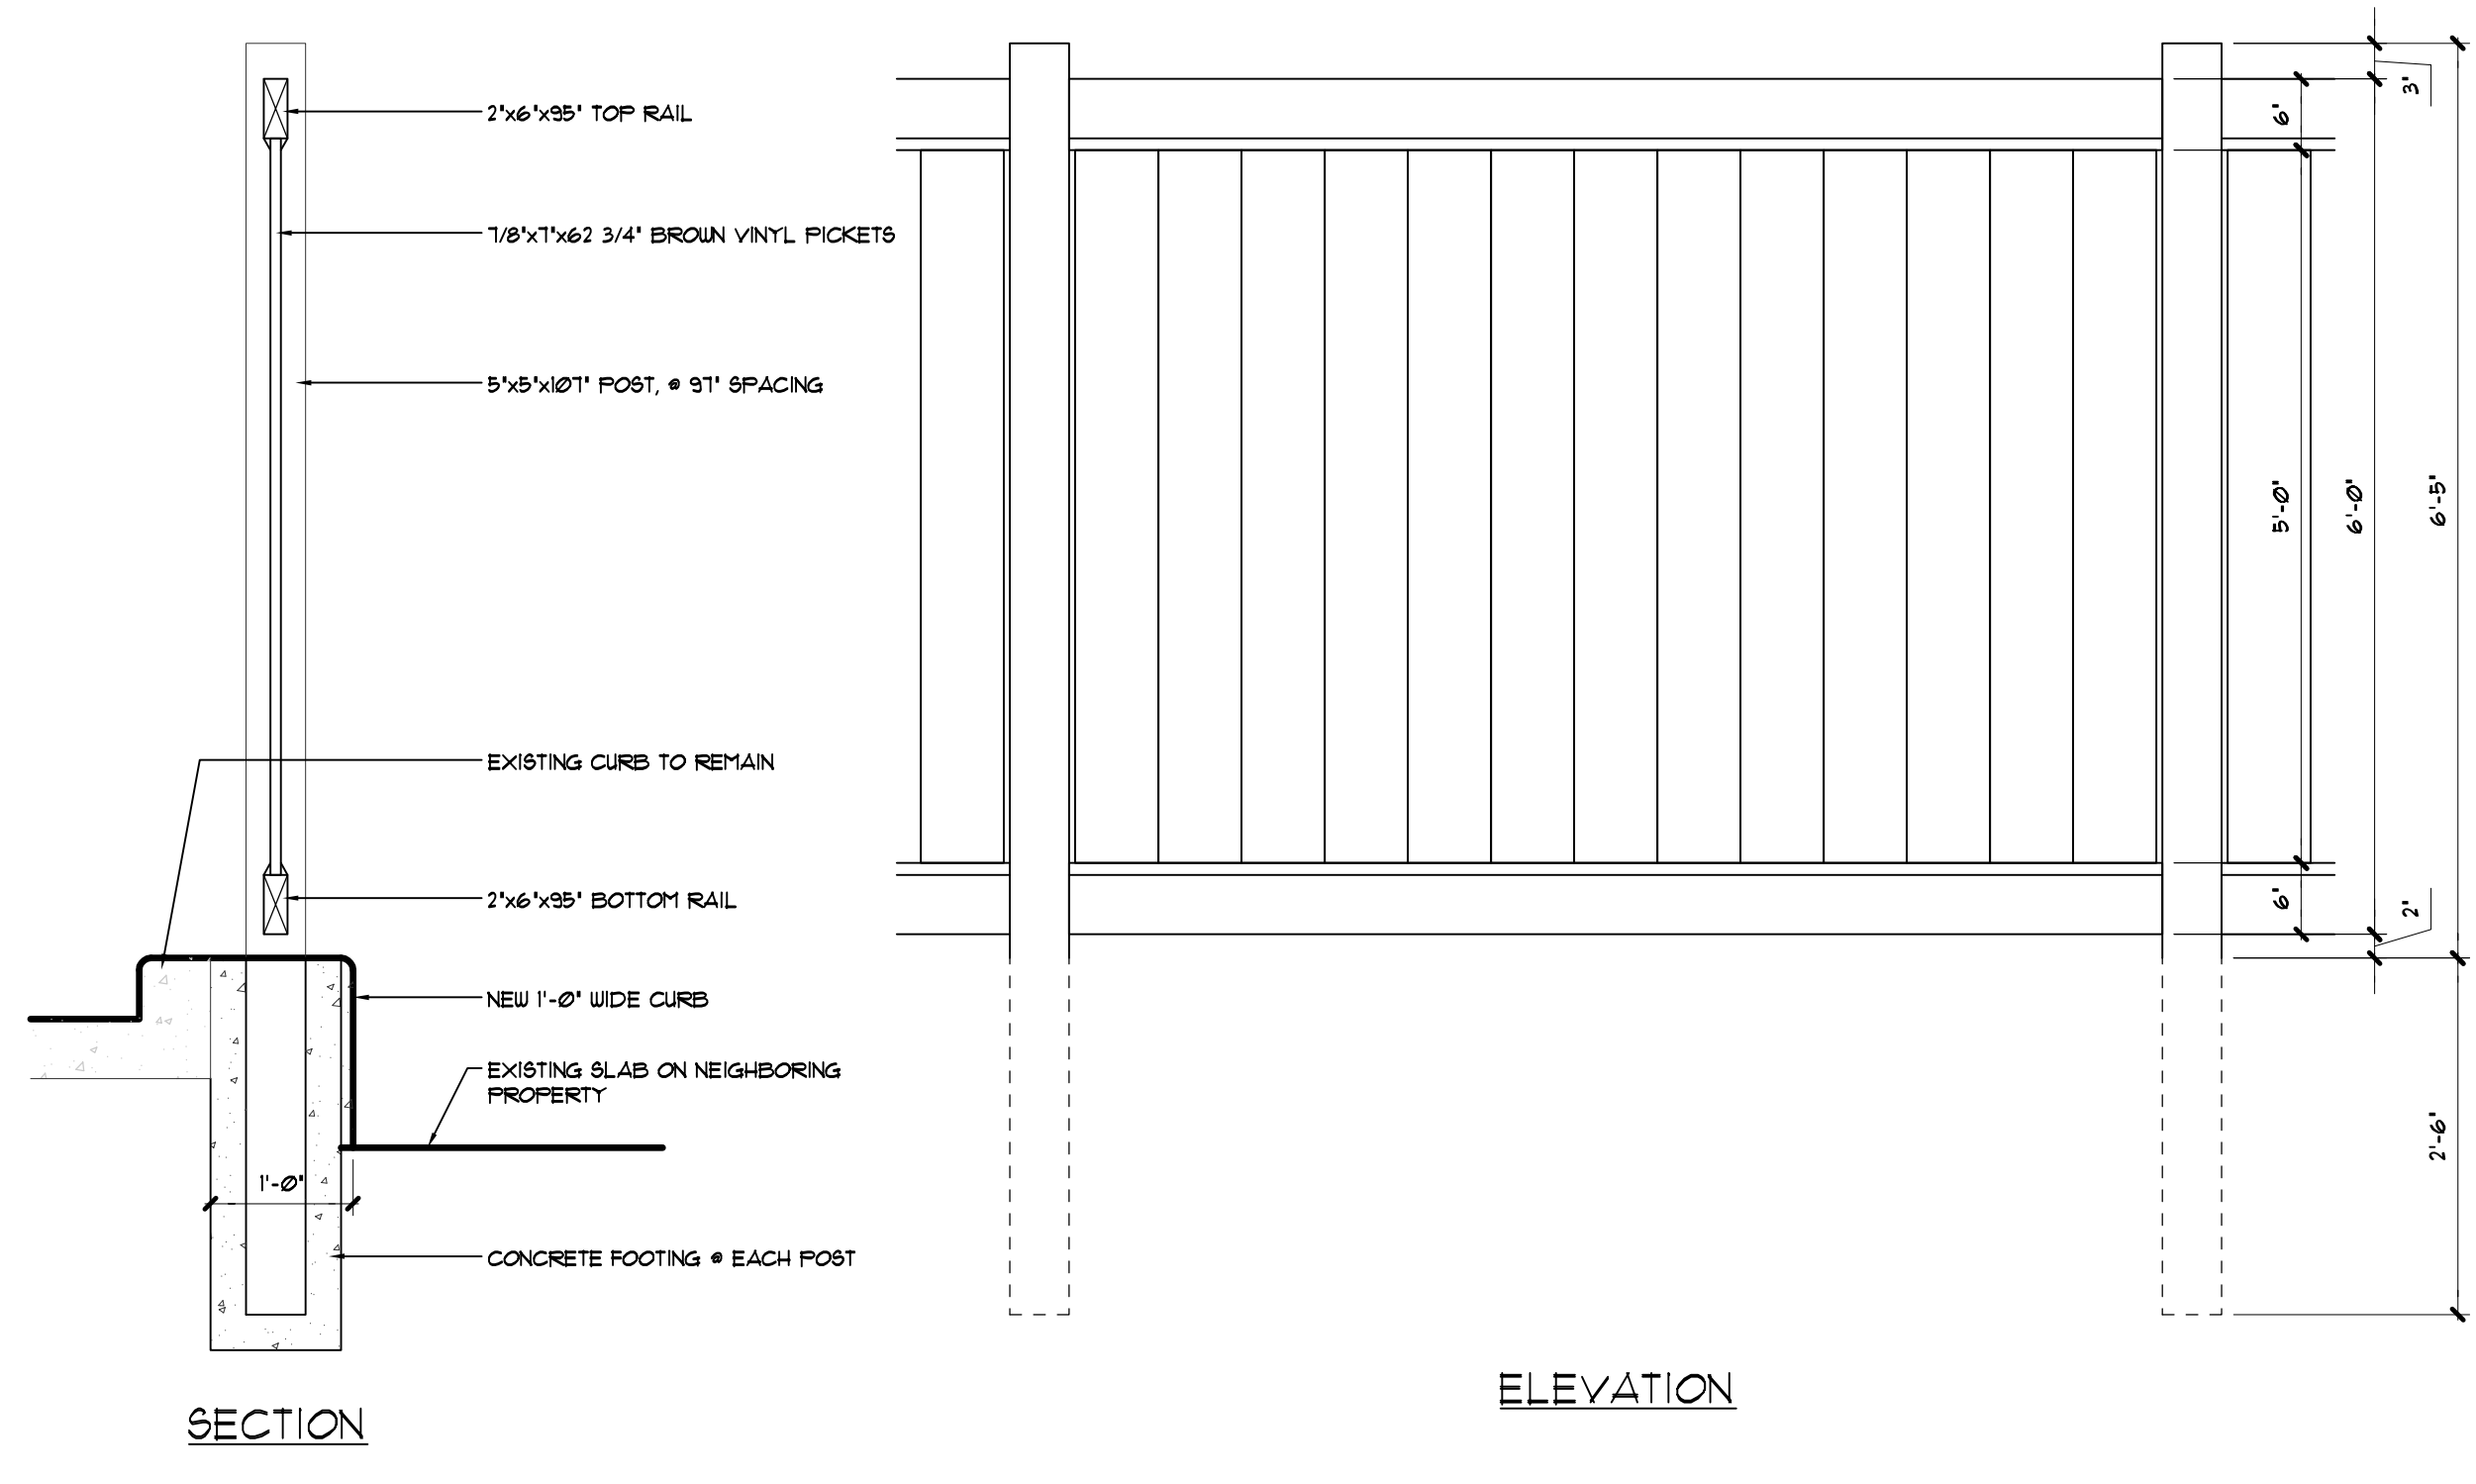 2"x6"x95" TOP RAIL
7/8"x7"x62 3/4" BROWN VINYL PICKETS
5"x5"x107" POST, @ 97" SPACING
EXISTING CURB TO REMAIN
2"x6"x95" BOTTOM RAIL
NEW 1'-0" WIDE CURB
EXISTING SLAB ON NEIGHBORING
PROPERTY
1'-0"
CONCRETE FOOTING @ EACH POST
SECTION
3"
6"
5'-0"
6'-0"
6'-5"
6"
2"
2'-6"
ELEVATION